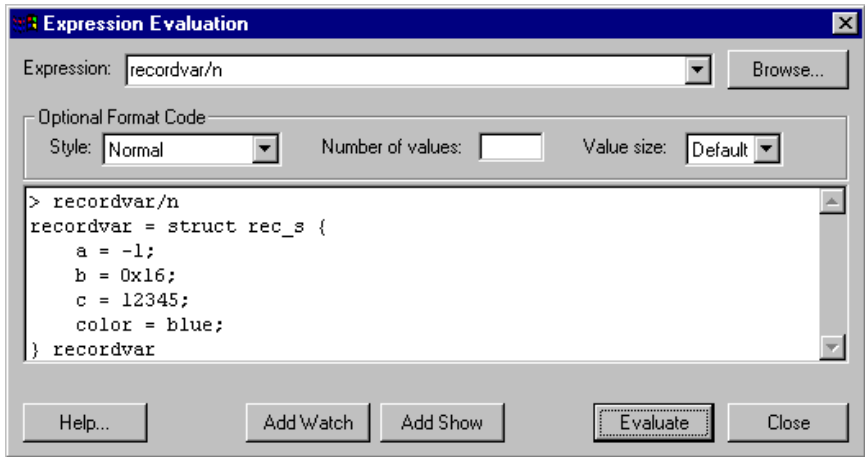 Expression Evaluation
Expression: recordvar/n Browse...
Optional Format Code
Style: Normal Number of values: Value size: Default
> recordvar/n
recordvar = struct rec_s {
    a = -1;
    b = 0x16;
    c = 12345;
    color = blue;
} recordvar
Help... Add Watch Add Show Evaluate Close